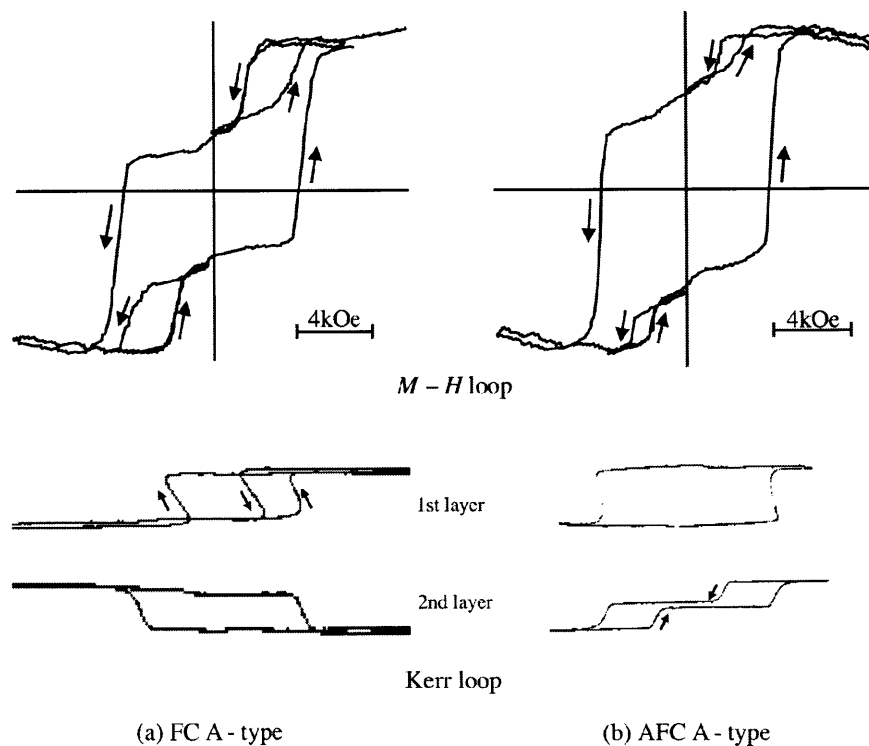 4kOe
4kOe
M – H loop
1st layer
2nd layer
Kerr loop
(a) FC A - type
(b) AFC A - type